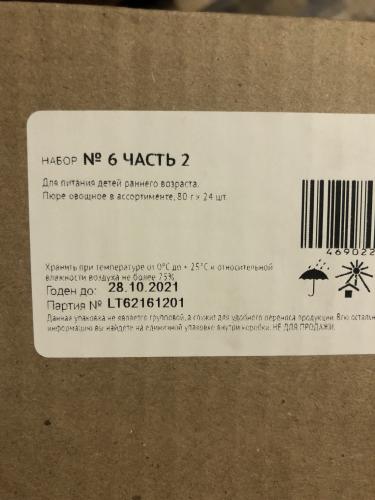 НАБОР № 6 ЧАСТЬ 2
Для питания детей раннего возраста.
Пюре овощное в ассортименте, 80 г х 24 шт.
469022
Хранить при температуре от 0°С до + 25°С и относительной
влажности воздуха не более 75%
Годен до: 28.10.2021
Партия № LT62161201
Данная упаковка не является групповой, а служит для удобного переноса продукции. Всю осталь
информацию вы найдете на единичной упаковке внутри коробки. НЕ ДЛЯ ПРОДАЖИ.